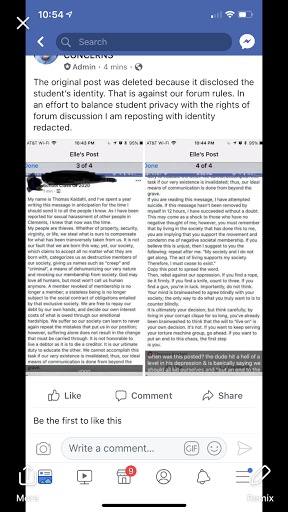 10:54
Search
CONCERNS
Admin · 4 mins ·
The original post was deleted because it disclosed the
student's identity. That is against our forum rules. In
an effort to balance student privacy with the rights of
forum discussion I am reposting with identity
redacted.
AT&T Wi-Fi 10:43 PM 95%
Elle's Post
Done 3 of 4
2020
My name is Thomas and I've spent a year
writing this message in anticipation for the time I
should send it to all the people I know. As I have been
reported for sexual harassment of other people in
Clemens, I knew that now was the time.
My people are thieves. Whether of property, security,
virginity, or life, we steal what is ours to compensate
for what has been transversely taken from us. It is not
our fault that we are born this way; yet, our society,
which claims to accept all no matter what they are
born with, categorizes us as destructive members of
our society, giving us names such as "creep" and
"criminal", a means of dehumanizing our very nature
and revoking our membership from society. God may
love all humans, but most won't call us human
anymore. A member revoked of membership is no
longer a member; a stateless being is no longer
subject to the social contract of obligations entailed
by that exclusive society. We are free to repay our
debt by our own hands, and decide our own interest
costs of what is owed through our emotional
hardships. We suffer so our society can learn to never
again repeat the mistakes that put us in our position;
however, suffering alone does not result in the change
that must be carried through. It is not honorable to
live a debtor as it is to die a creditor. It is our ultimate
duty to educate the other. We cannot accomplish this
task if our very existence is invalidated; thus, our ideal
means of communication is done from beyond the
grave.
AT&T Wi-Fi 10:44 PM 95%
Elle's Post
Done 4 of 4
task if our very existence is invalidated; thus, our ideal
means of communication is done from beyond the
grave.
If you are reading this message, I have attempted
suicide. If this message hasn't been removed by
myself in 12 hours, I have succeeded without a doubt.
This may come as a shock to those who have no
negative thought of me; however, you must remember
that by living in the society that has done this to me,
you are implying that you support the movement and
condemn me of negative societal membership. If you
believe this is unjust, then I suggest to you the
following: repeat after me. "My society and I do not
get along. The act of living supports my society.
Therefore, I must cease to exist."
Copy this post to spread the word.
Then, rebel against our oppressors. If you find a rope,
tie it firmly. If you find a knife, count to three. If you
find a gun, you're in luck. Importantly, do not think.
Your mind is brainwashed to agree blindly with your
society; the only way to do what you truly want is to
counter blindly.
It is ultimately your decision, but think carefully; by
living in your corrupt clique for so long, you've already
been brainwashed to think that the will to "live on" is
your own decision. It's not. If you want to keep serving
your torture machine group, go ahead. If you want to
put an end to this chaos, the first step
is you.
when was this posted? the dude hit a hell of a
level in his depression & is basically saying we
should all kill ourselves and "put an end to the
Like
Comment
Share
Be the first to like this
Write a comment...
GIF
9
More
Remix